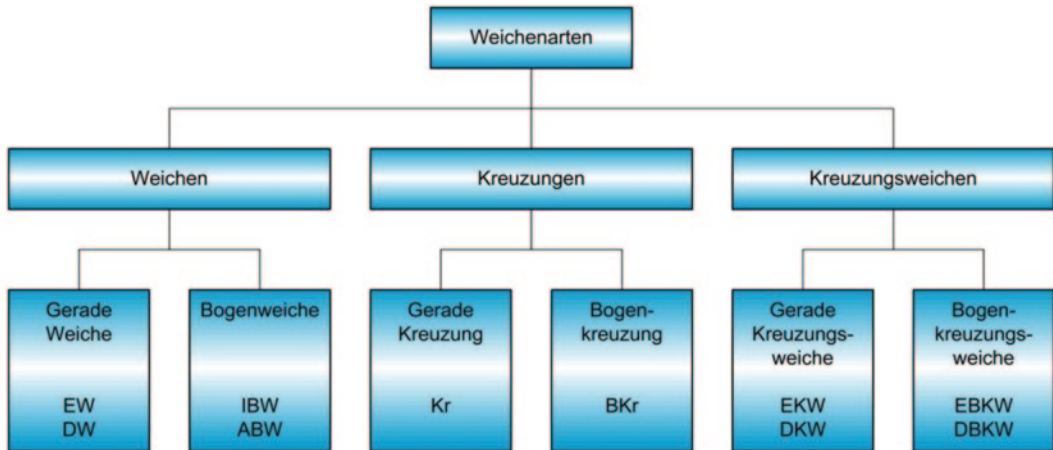 Weichenarten
Weichen
Kreuzungen
Kreuzungsweichen
Gerade
Weiche
EW
DW
Bogenweiche
IBW
ABW
Gerade
Kreuzung
Kr
Bogen-
kreuzung
BKr
Gerade
Kreuzungs-
weiche
EKW
DKW
Bogen-
kreuzungs-
weiche
EBKW
DBKW